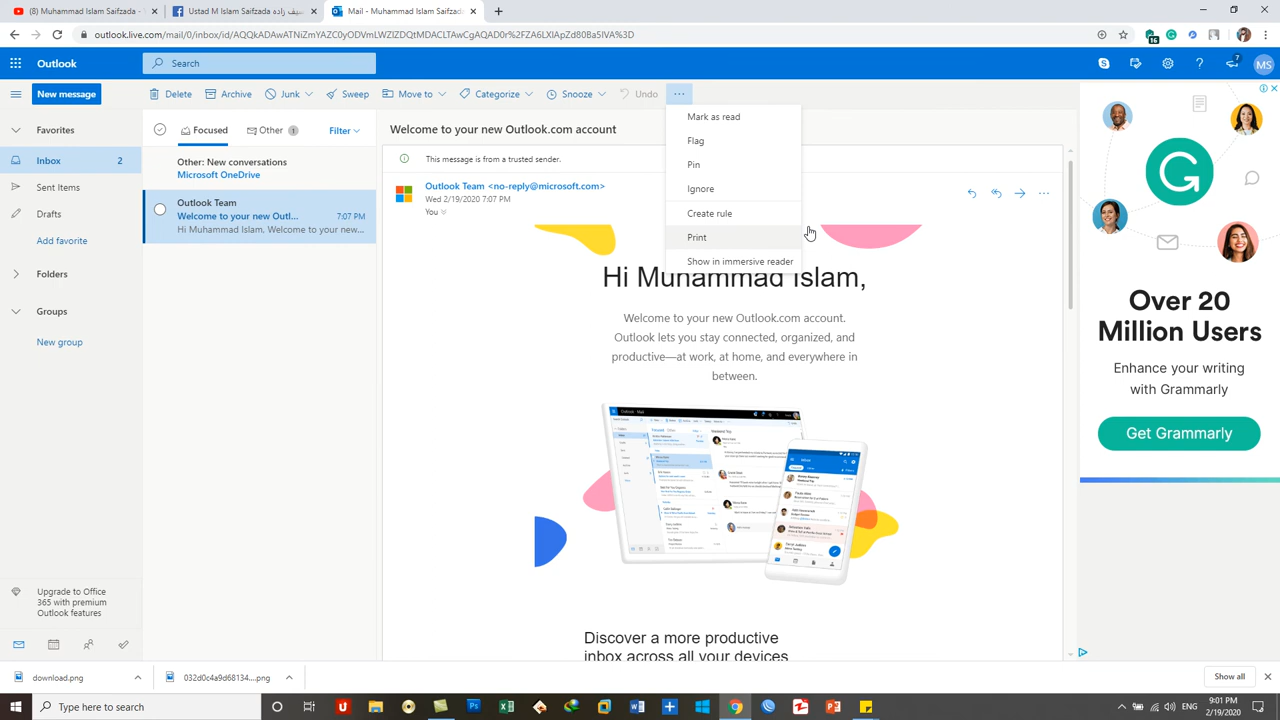 (8) Muhammad Islam Saifzada - Y
Ustad M Islam Saifzada
Mail - Muhammad Islam Saifzada
outlook.live.com/mail/0/inbox/id/
16
Outlook
Search
7
MS
New message
Delete
Archive
Junk
Sweep
Move to
Categorize
Snooze
Undo
Favorites
Inbox 2
Sent Items
Drafts
Add favorite
Folders
Groups
New group
Upgrade to Office
365 with premium
Outlook features
Focused
Other 1
Filter
Other: New conversations
Microsoft OneDrive
Outlook Team
Welcome to your new Outl... 7:07 PM
Hi Muhammad Islam, Welcome to your new...
Welcome to your new Outlook.com account
This message is from a trusted sender.
Outlook Team <no-reply@microsoft.com>
Wed 2/19/2020 7:07 PM
You
Mark as read
Flag
Pin
Ignore
Create rule
Print
Show in immersive reader
Hi Muhammad Islam,
Welcome to your new Outlook.com account.
Outlook lets you stay connected, organized, and
productive—at work, at home, and everywhere in
between.
Discover a more productive
inbox across all your devices
G
Over 20
Million Users
Enhance your writing
with Grammarly
Get Grammarly
download.png
032d0c4a9d68134....png
Show all
Type here to search
ENG
9:01 PM
2/19/2020